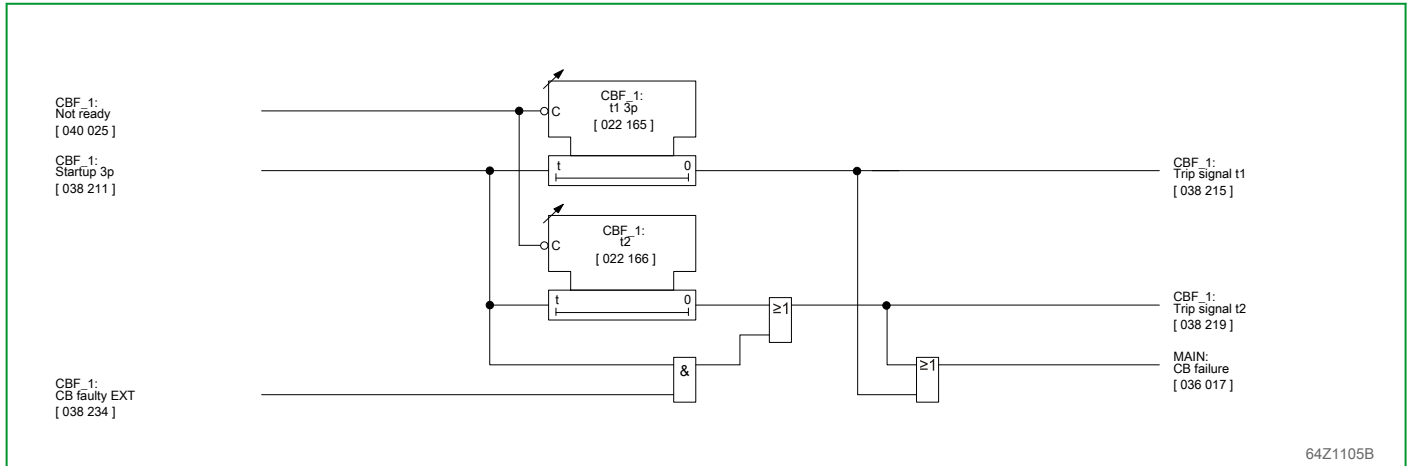 CBF_1:
Not ready
[ 040 025 ]
CBF_1:
Startup 3p
[ 038 211 ]
CBF_1:
CB faulty EXT
[ 038 234 ]
C
CBF_1:
t1 3p
[ 022 165 ]
t 0
C
CBF_1:
t2
[ 022 166 ]
t 0
≥1
&
≥1
CBF_1:
Trip signal t1
[ 038 215 ]
CBF_1:
Trip signal t2
[ 038 219 ]
MAIN:
CB failure
[ 036 017 ]
64Z1105B